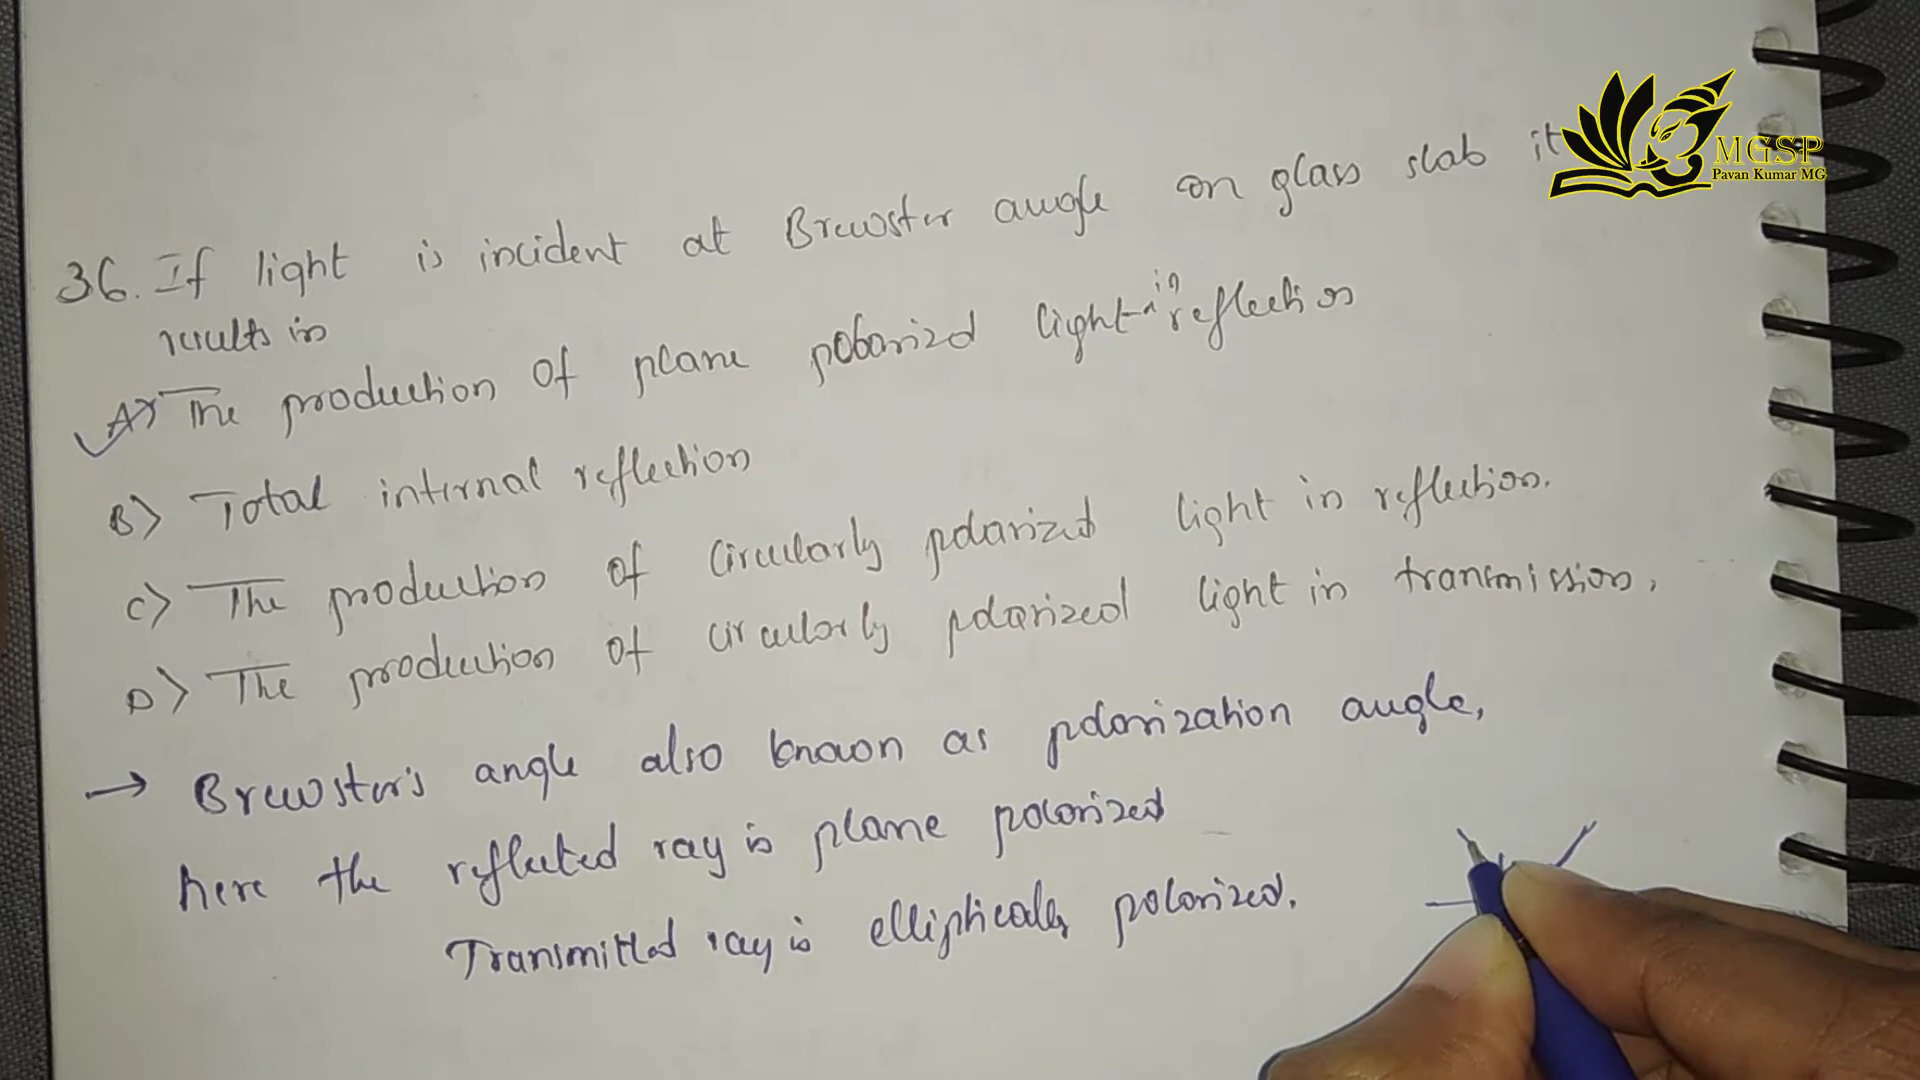 MGSP
Pavan Kumar MG
36. If light is incident at Brewster angle on glass slab it
results in
A) The production of plane polarized light in reflection
B) Total internal reflection
C) The production of circularly polarized light in reflection.
D) The production of circularly polarized light in transmission.
→ Brewster's angle also known as polarization angle,
here the reflected ray is plane polarized
Transmitted ray is elliptically polarized.